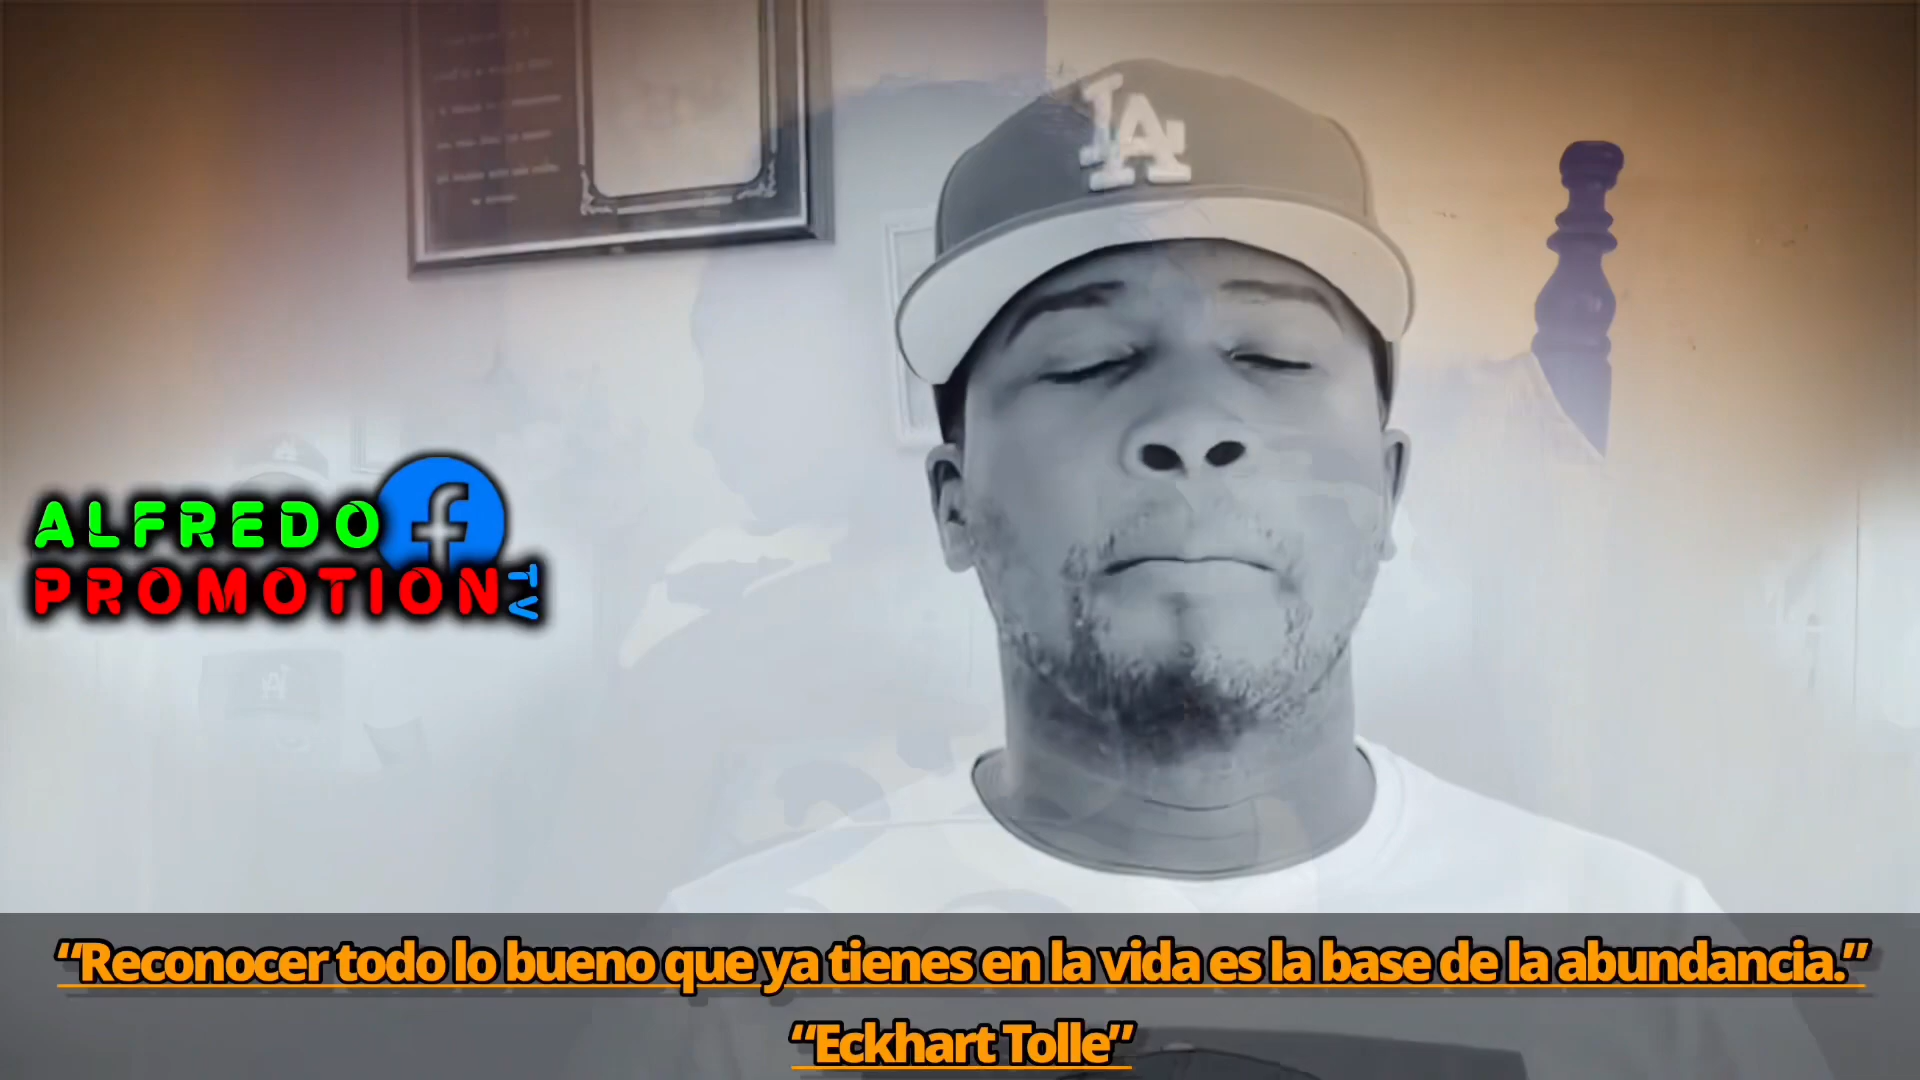 LA
ALFREDO
PROMOTION TV
“Reconocer todo lo bueno que ya tienes en la vida es la base de la abundancia.”
“Eckhart Tolle”